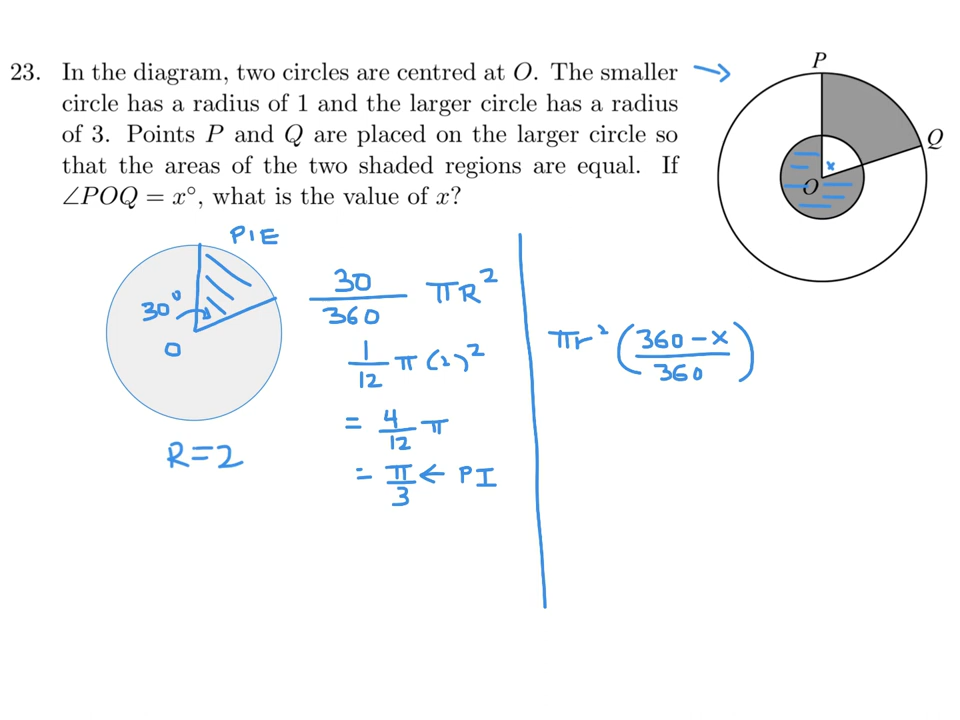 23. In the diagram, two circles are centred at O. The smaller
circle has a radius of 1 and the larger circle has a radius
of 3. Points P and Q are placed on the larger circle so
that the areas of the two shaded regions are equal. If
∠POQ = x°, what is the value of x?
P
Q
x
O
PIE
30°
O
R=2
30/360 πR²
1/12 π(2)²
= 4/12 π
= π/3 ← PI
πr²((360-x)/360)